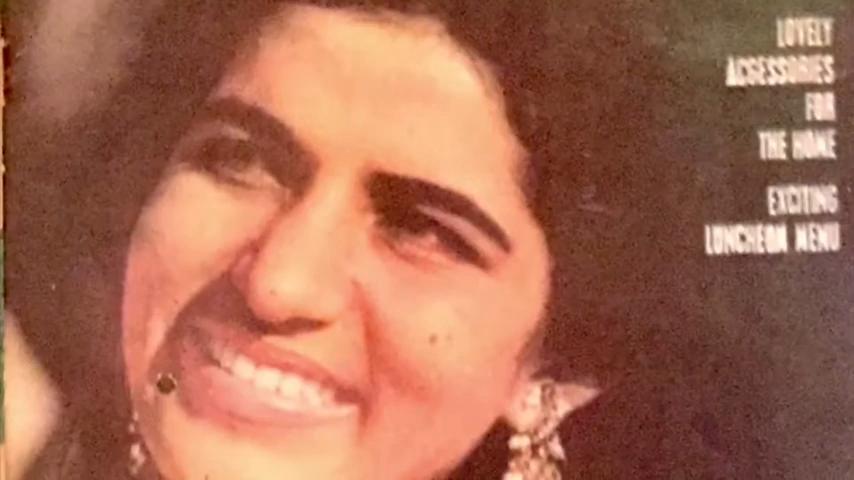 LOVELY
ACCESSORIES
FOR
THE HOME
EXCITING
LUNCHEON MENU